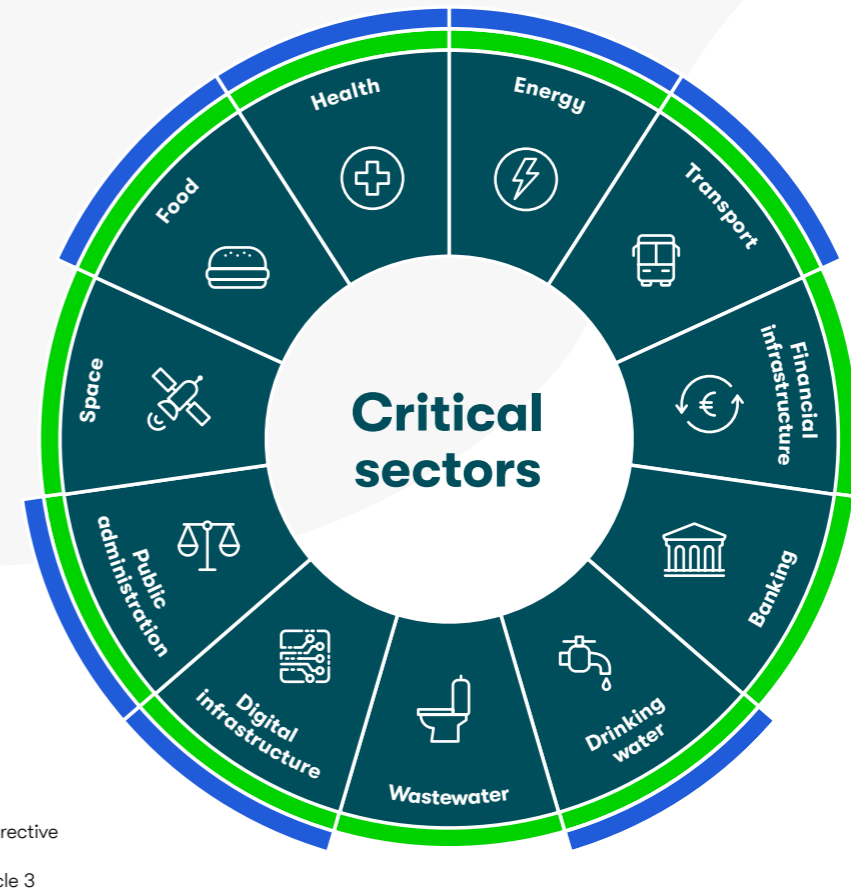 Health
Energy
Food
Transport
Space
Financial
infrastructure
Critical
sectors
€
Public
administration
Banking
Digital
infrastructure
Drinking
water
Wastewater
cle 3